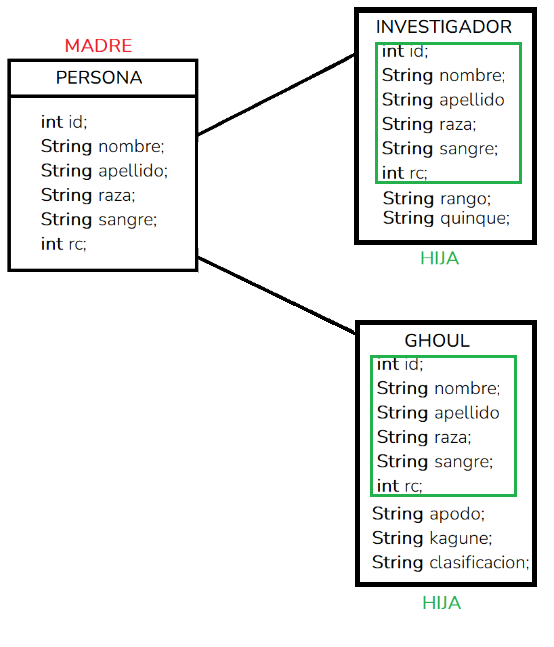 MADRE
PERSONA
int id;
String nombre;
String apellido;
String raza;
String sangre;
int rc;
INVESTIGADOR
int id;
String nombre;
String apellido
String raza;
String sangre;
int rc;
String rango;
String quinque;
HIJA
GHOUL
int id;
String nombre;
String apellido
String raza;
String sangre;
int rc;
String apodo;
String kagune;
String clasificacion;
HIJA